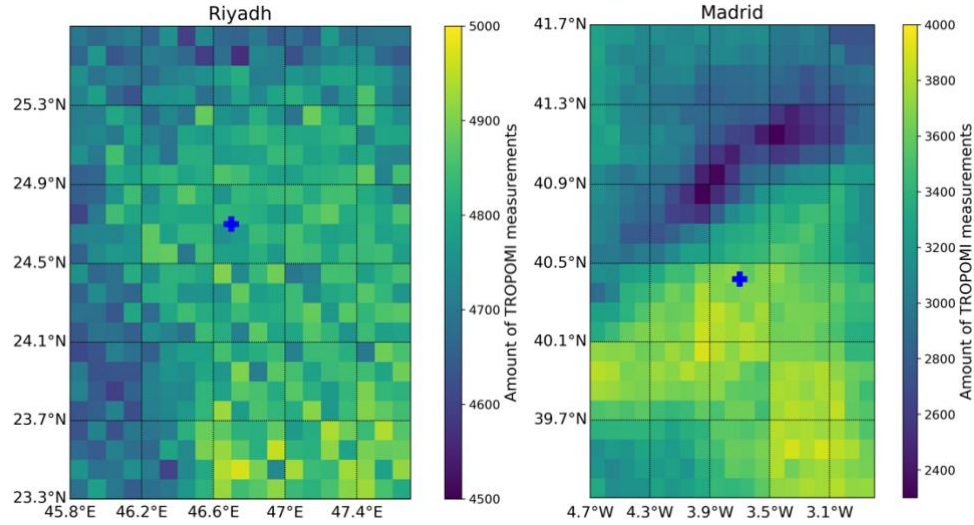 Riyadh
25.3°N
24.9°N
24.5°N
24.1°N
23.7°N
23.3°N
45.8°E 46.2°E 46.6°E 47°E 47.4°E
5000
4900
4800
4700
4600
4500
Amount of TROPOMI measurements
Madrid
41.7°N
41.3°N
40.9°N
40.5°N
40.1°N
39.7°N
4.7°W 4.3°W 3.9°W 3.5°W 3.1°W
4000
3800
3600
3400
3200
3000
2800
2600
2400
Amount of TROPOMI measurements